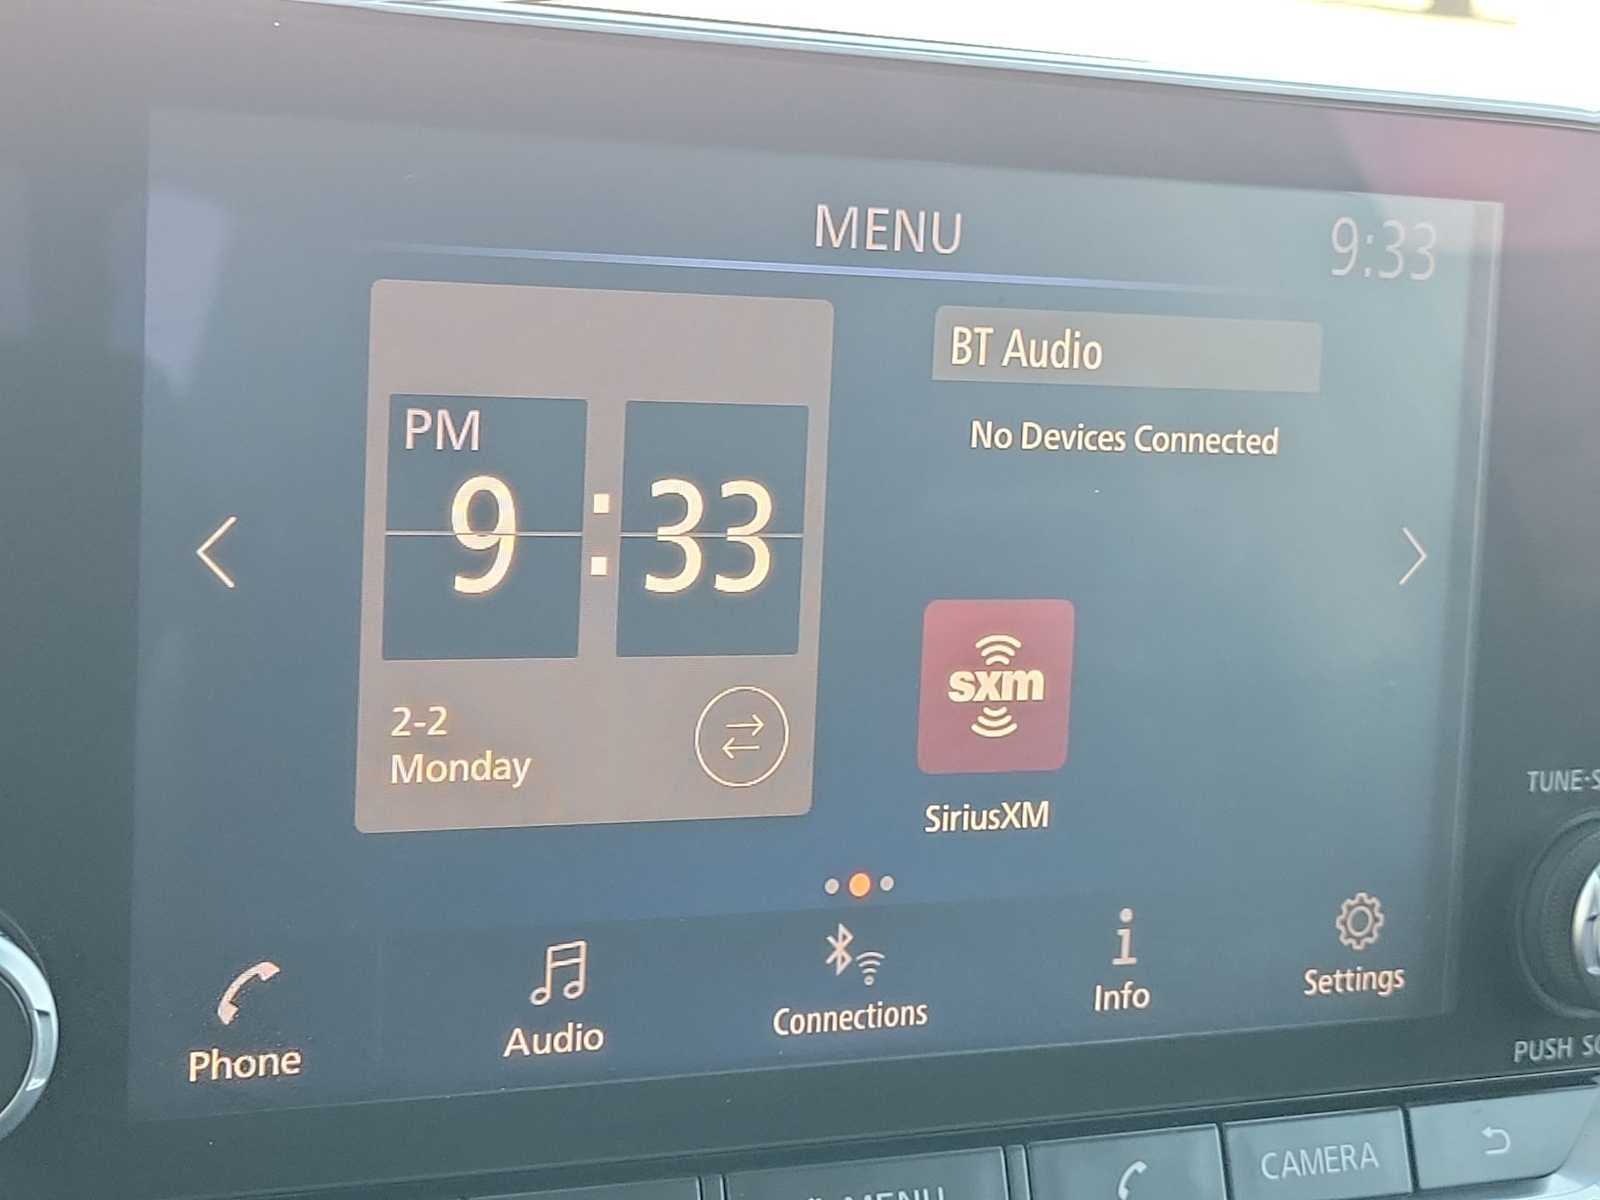 MENU
9:33
BT Audio
No Devices Connected
PM
9:33
2-2
Monday
sxm
SiriusXM
Phone
Audio
Connections
Info
Settings
PUSH
MENU
CAMERA